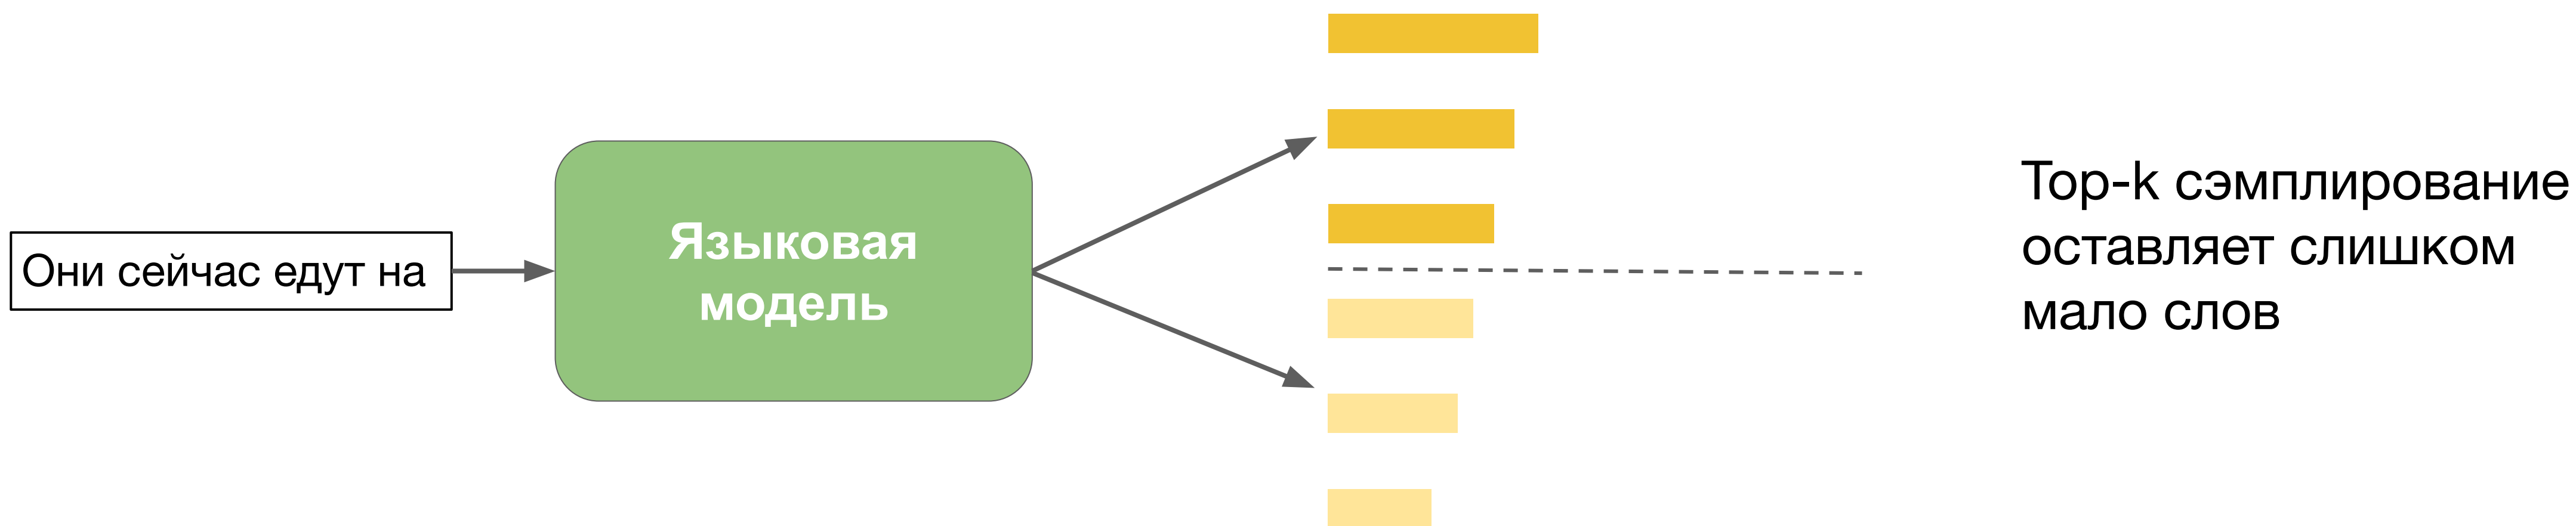 Они сейчас едут на
Языковая
модель
Top-k сэмплирование
оставляет слишком
мало слов